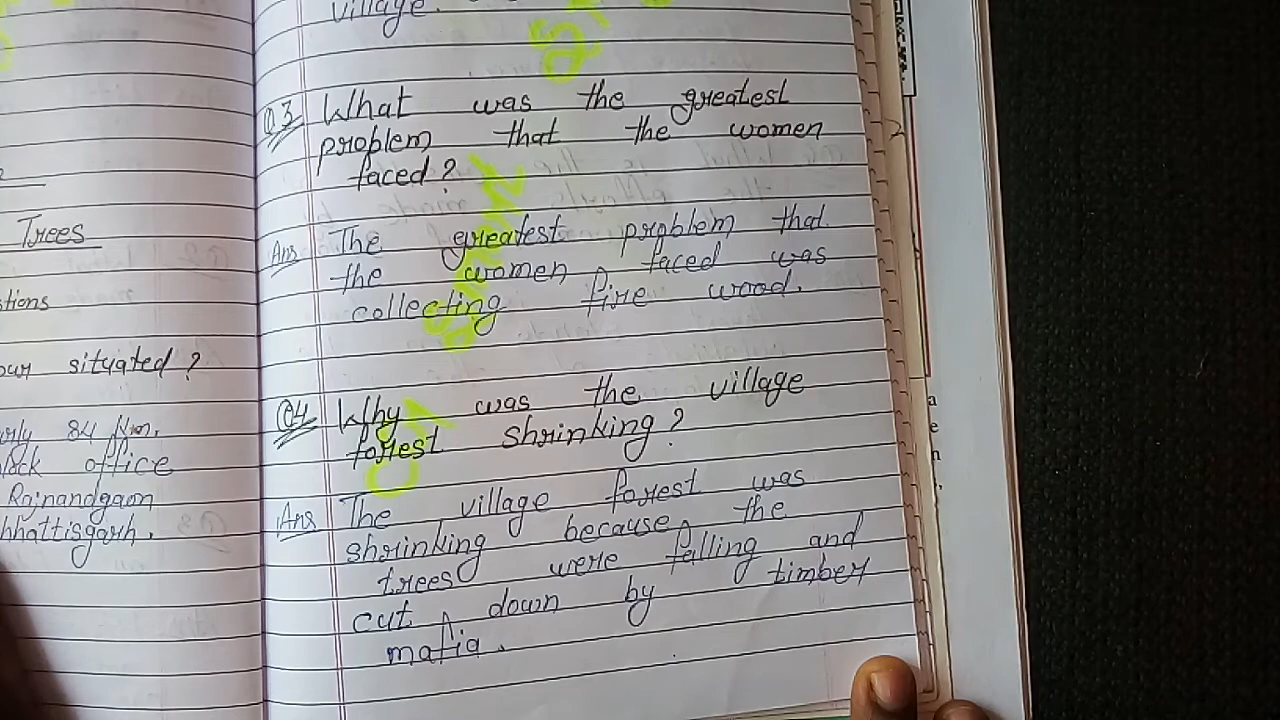 Trees
stions
our situated?
84 km.
office
Rajnandgaon
hhattisgarh.
village.
Q3 What was the greatest
problem that the women
faced?
Ans The greatest problem that
the women faced was
collecting fire wood.
Q4 Why was the village
forest shrinking?
Ans The village forest was
shrinking because the
trees were falling and
cut down by timber
mafia.